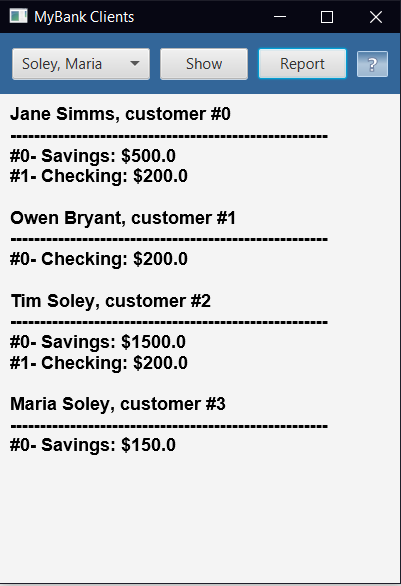 MyBank Clients
Soley, Maria Show Report ?
Jane Simms, customer #0
-----------------------------------------------------
#0- Savings: $500.0
#1- Checking: $200.0
Owen Bryant, customer #1
-----------------------------------------------------
#0- Checking: $200.0
Tim Soley, customer #2
-----------------------------------------------------
#0- Savings: $1500.0
#1- Checking: $200.0
Maria Soley, customer #3
-----------------------------------------------------
#0- Savings: $150.0